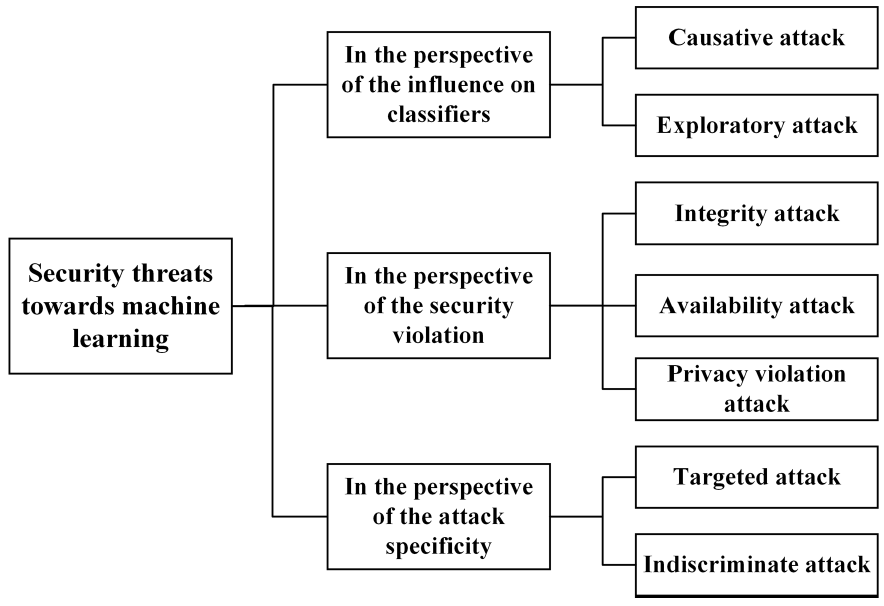 Security threats
towards machine
learning
In the perspective
of the influence on
classifiers
Causative attack
Exploratory attack
In the perspective
of the security
violation
Integrity attack
Availability attack
Privacy violation
attack
In the perspective
of the attack
specificity
Targeted attack
Indiscriminate attack